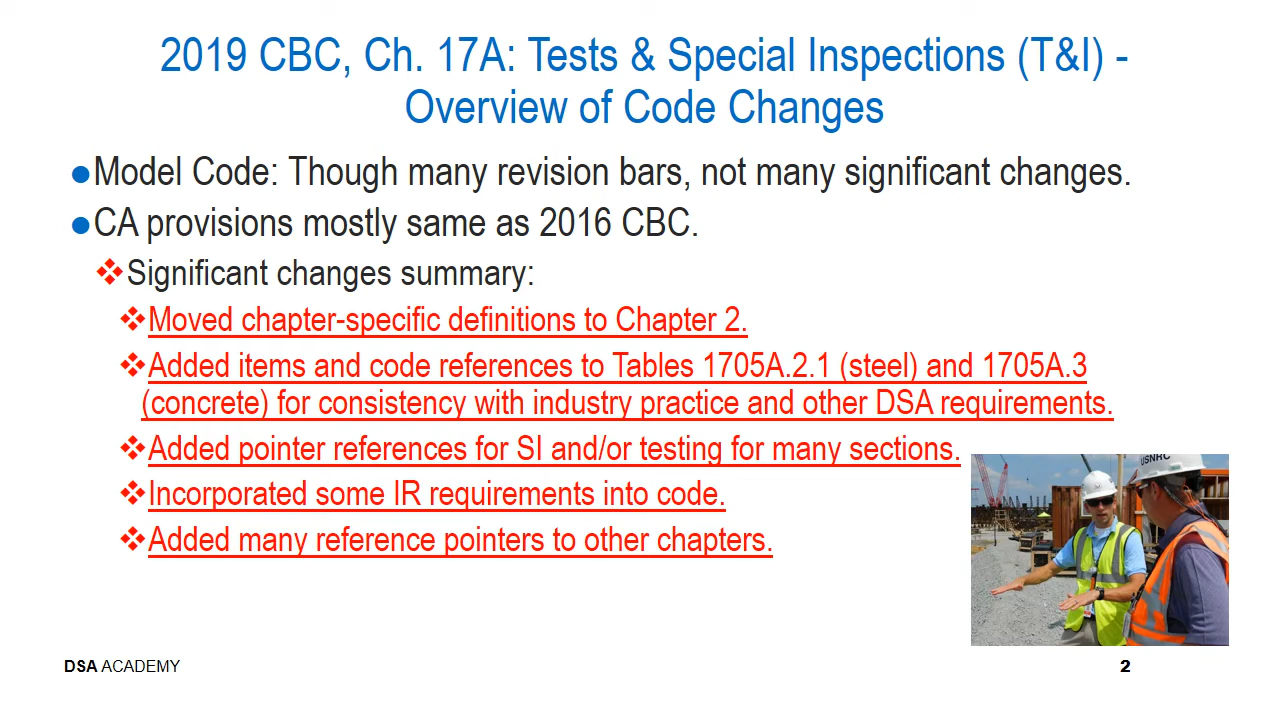 2019 CBC, Ch. 17A: Tests & Special Inspections (T&I) -
Overview of Code Changes
Model Code: Though many revision bars, not many significant changes.
CA provisions mostly same as 2016 CBC.
Significant changes summary:
Moved chapter-specific definitions to Chapter 2.
Added items and code references to Tables 1705A.2.1 (steel) and 1705A.3
(concrete) for consistency with industry practice and other DSA requirements.
Added pointer references for SI and/or testing for many sections.
Incorporated some IR requirements into code.
Added many reference pointers to other chapters.
USNRC
DSA ACADEMY
2